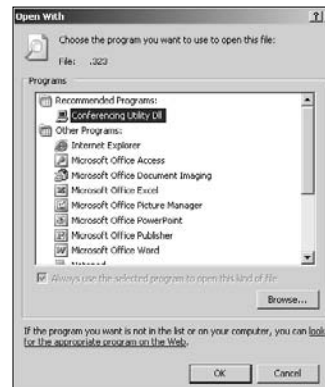 Open With
Choose the program you want to use to open this file:
File: .323
Programs
Recommended Programs:
Conferencing Utility Dll
Other Programs:
Internet Explorer
Microsoft Office Access
Microsoft Office Document Imaging
Microsoft Office Excel
Microsoft Office Picture Manager
Microsoft Office PowerPoint
Microsoft Office Publisher
Microsoft Office Word
Always use the selected program to open this kind of file
Browse...
If the program you want is not in the list or on your computer, you can look
for the appropriate program on the Web.
OK Cancel